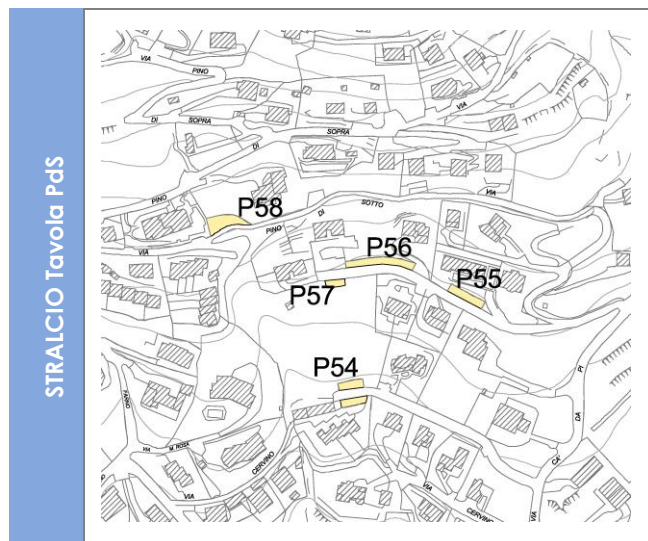 STRALCIO Tavola PdS
VIA
PINO
DI
SOPRA
DI
SOPRA
VIA
PINO
P58
PINO
DI
SOTTO
VIA
VIA
P56
P55
P57
P54
PI
DA
CA'
FANNO
VIA
M. ROSA
CERVINO
VIA
CERVINO
VIA